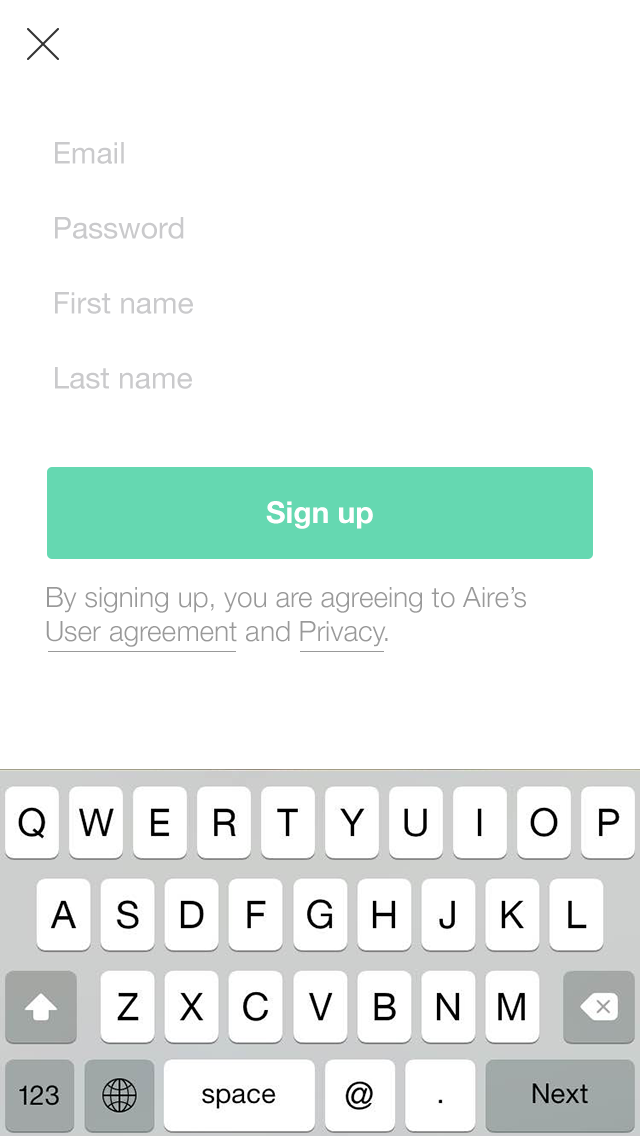 Email
Password
First name
Last name
Sign up
By signing up, you are agreeing to Aire’s
User agreement and Privacy.
Q W E R T Y U I O P
A S D F G H J K L
Z X C V B N M
123 space @ . Next